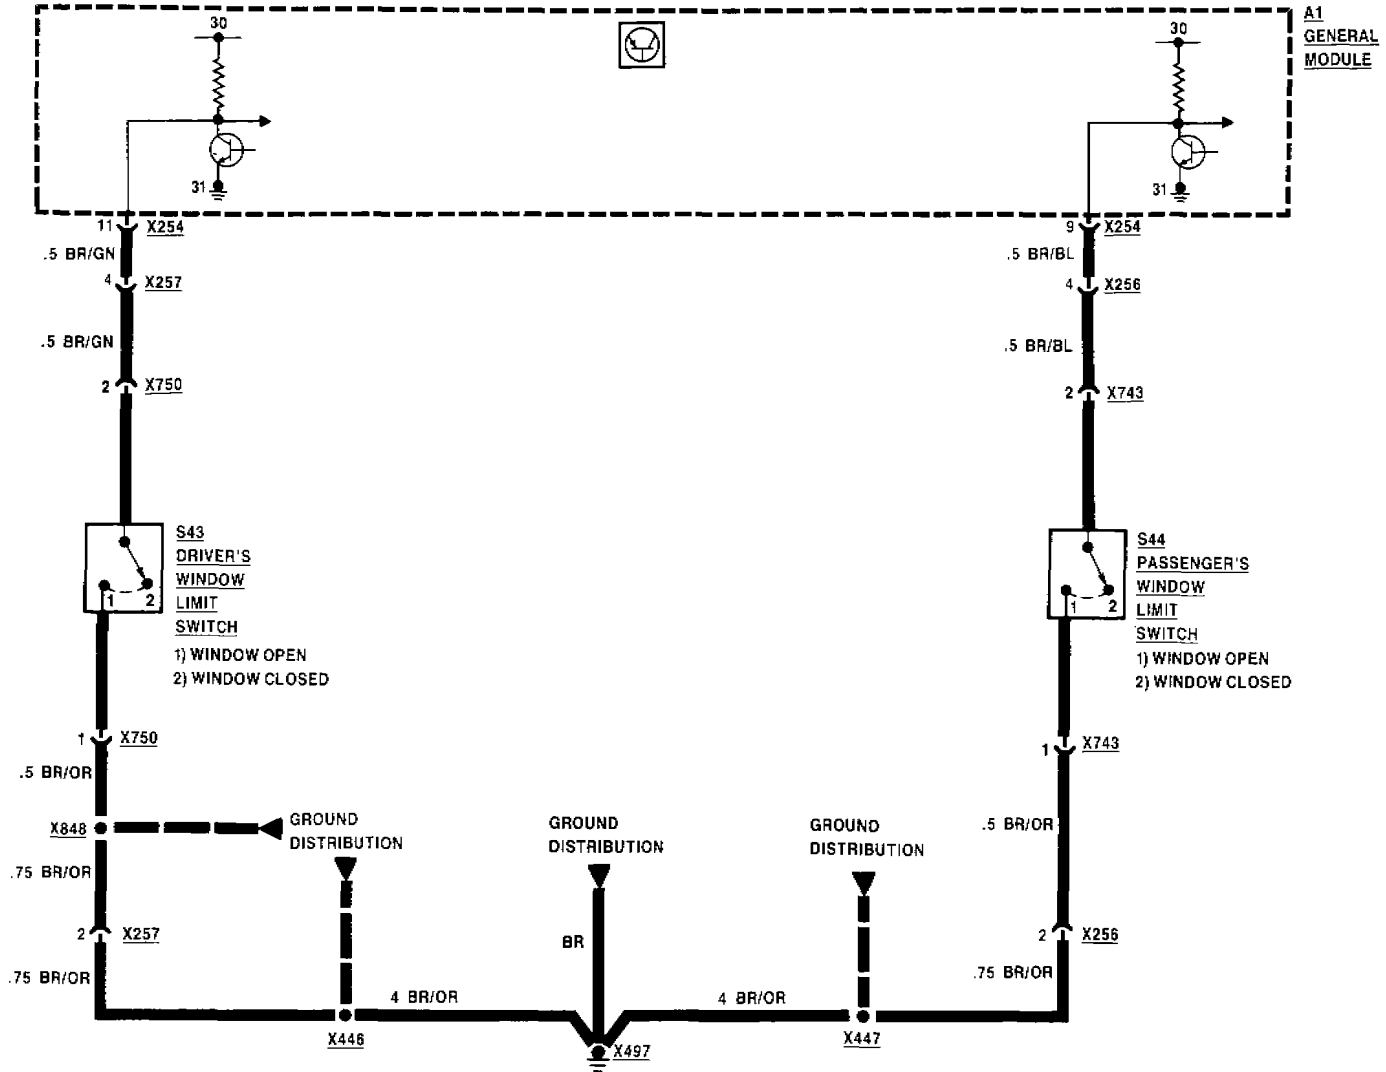 A1
GENERAL
MODULE
30
30
31
31
11 X254
9 X254
.5 BR/GN
.5 BR/BL
4 X257
4 X256
.5 BR/GN
.5 BR/BL
2 X750
2 X743
S43
DRIVER'S
WINDOW
LIMIT
SWITCH
1) WINDOW OPEN
2) WINDOW CLOSED
1 2
S44
PASSENGER'S
WINDOW
LIMIT
SWITCH
1) WINDOW OPEN
2) WINDOW CLOSED
1 2
1 X750
1 X743
.5 BR/OR
X848
GROUND
DISTRIBUTION
GROUND
DISTRIBUTION
GROUND
DISTRIBUTION
.5 BR/OR
.75 BR/OR
2 X257
BR
2 X256
.75 BR/OR
.75 BR/OR
4 BR/OR
4 BR/OR
X446
X497
X447